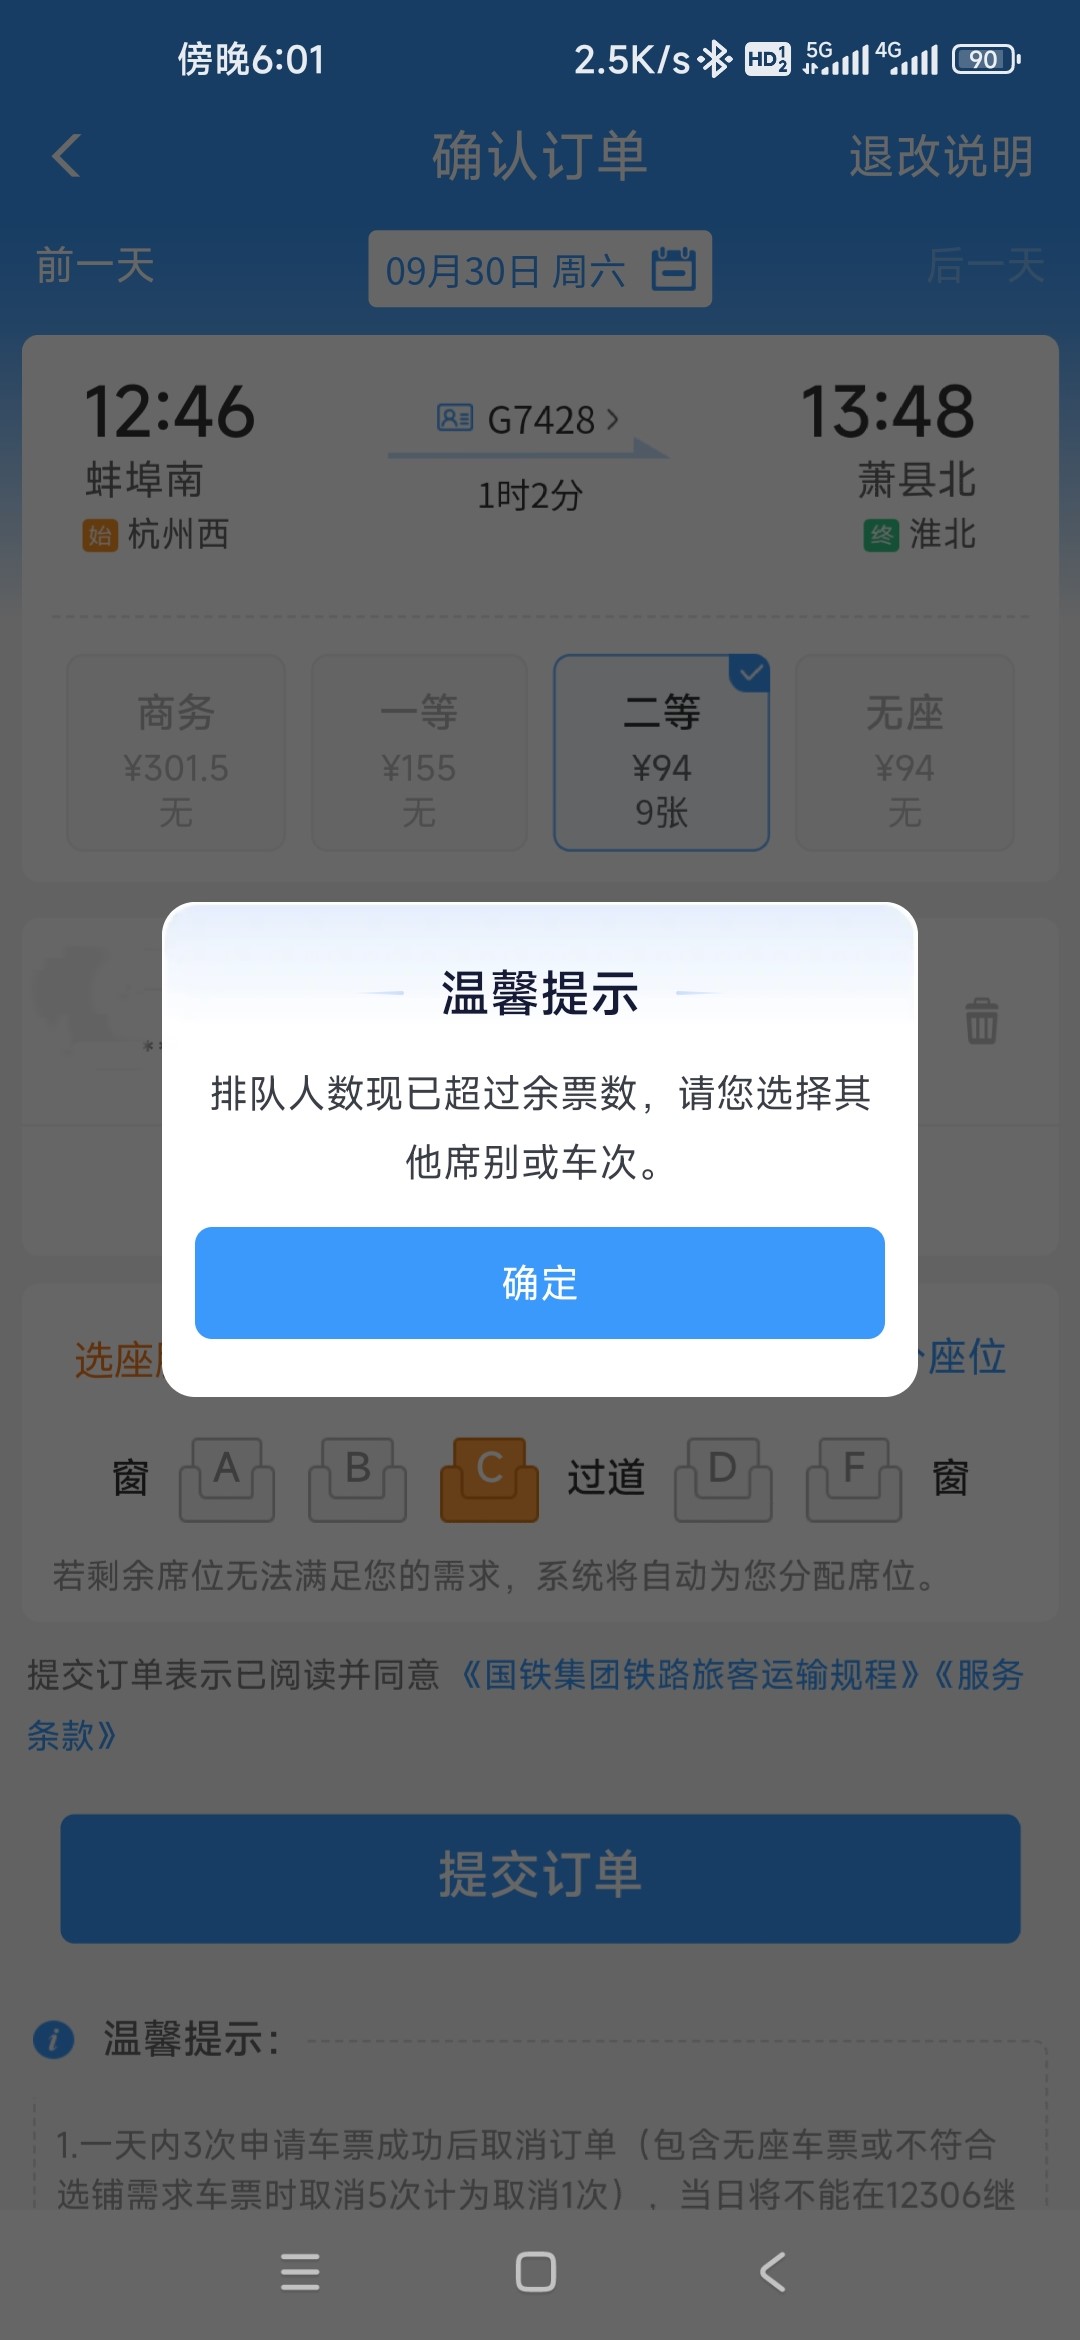 傍晚6:01 2.5K/s HD 1 2 5G 4G 90
确认订单 退改说明
前一天 09月30日 周六 后一天
12:46 G7428 13:48
蚌埠南 1时2分 萧县北
始 杭州西 终 淮北
商务 一等 二等 无座
¥301.5 ¥155 ¥94 ¥94
无 无 9张 无
温馨提示
排队人数现已超过余票数，请您选择其
他席别或车次。
确定
选座 座位
窗 A B C 过道 D F 窗
若剩余席位无法满足您的需求，系统将自动为您分配席位。
提交订单表示已阅读并同意《国铁集团铁路旅客运输规程》《服务
条款》
提交订单
温馨提示：
1.一天内3次申请车票成功后取消订单（包含无座车票或不符合
选铺需求车票时取消5次计为取消1次），当日将不能在12306继